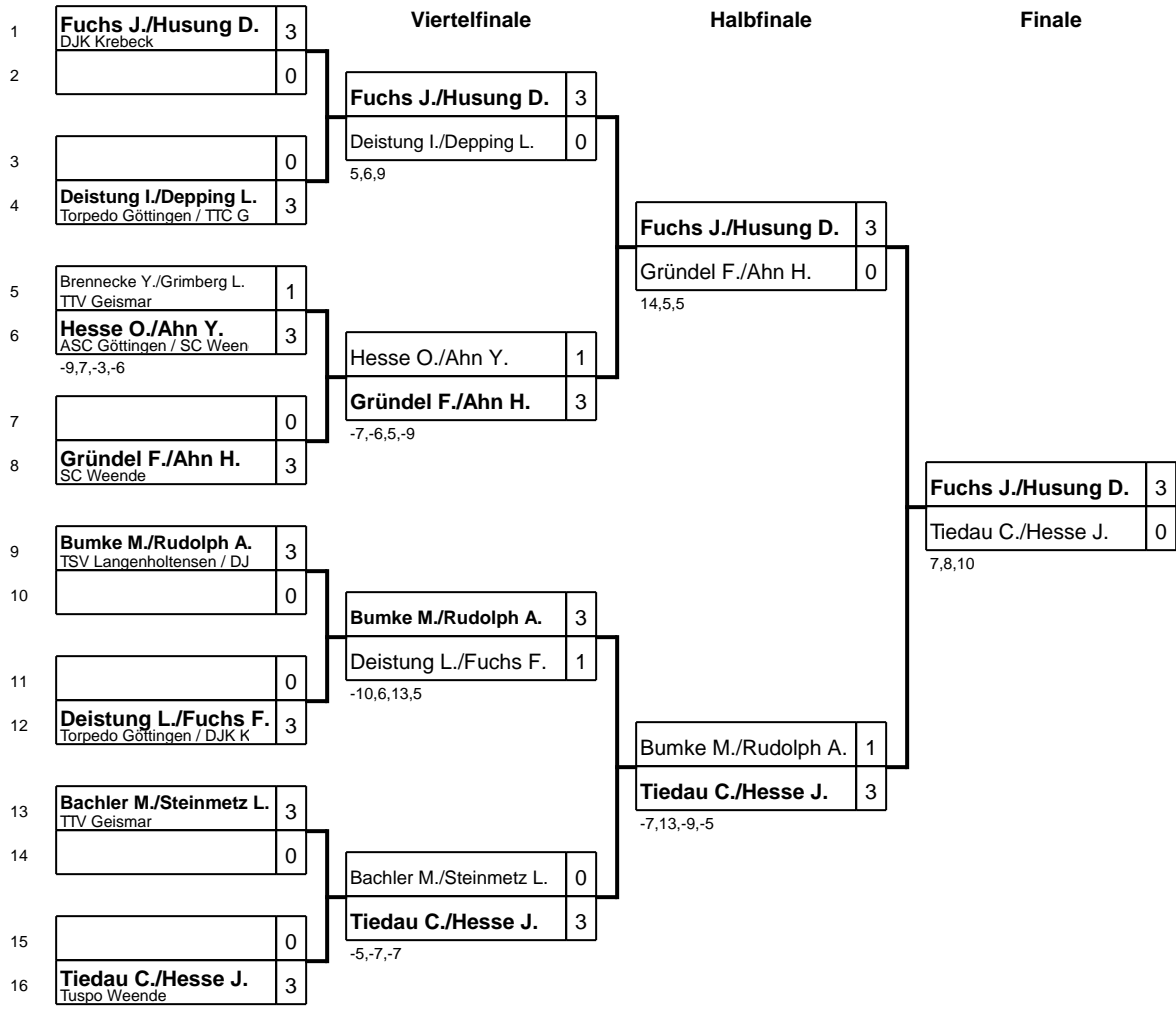 Viertelfinale
Halbfinale
Finale
1
Fuchs J./Husung D.
DJK Krebeck
3
2
0
3
0
4
Deistung I./Depping L.
Torpedo Göttingen / TTC G
3
5
Brennecke Y./Grimberg L.
TTV Geismar
1
6
Hesse O./Ahn Y.
ASC Göttingen / SC Ween
3
-9,7,-3,-6
7
0
8
Gründel F./Ahn H.
SC Weende
3
9
Bumke M./Rudolph A.
TSV Langenholtensen / DJ
3
10
0
11
0
12
Deistung L./Fuchs F.
Torpedo Göttingen / DJK K
3
13
Bachler M./Steinmetz L.
TTV Geismar
3
14
0
15
0
16
Tiedau C./Hesse J.
Tuspo Weende
3
Fuchs J./Husung D. 3
Deistung I./Depping L. 0
5,6,9
Hesse O./Ahn Y. 1
Gründel F./Ahn H. 3
-7,-6,5,-9
Bumke M./Rudolph A. 3
Deistung L./Fuchs F. 1
-10,6,13,5
Bachler M./Steinmetz L. 0
Tiedau C./Hesse J. 3
-5,-7,-7
Fuchs J./Husung D. 3
Gründel F./Ahn H. 0
14,5,5
Bumke M./Rudolph A. 1
Tiedau C./Hesse J. 3
-7,13,-9,-5
Fuchs J./Husung D. 3
Tiedau C./Hesse J. 0
7,8,10